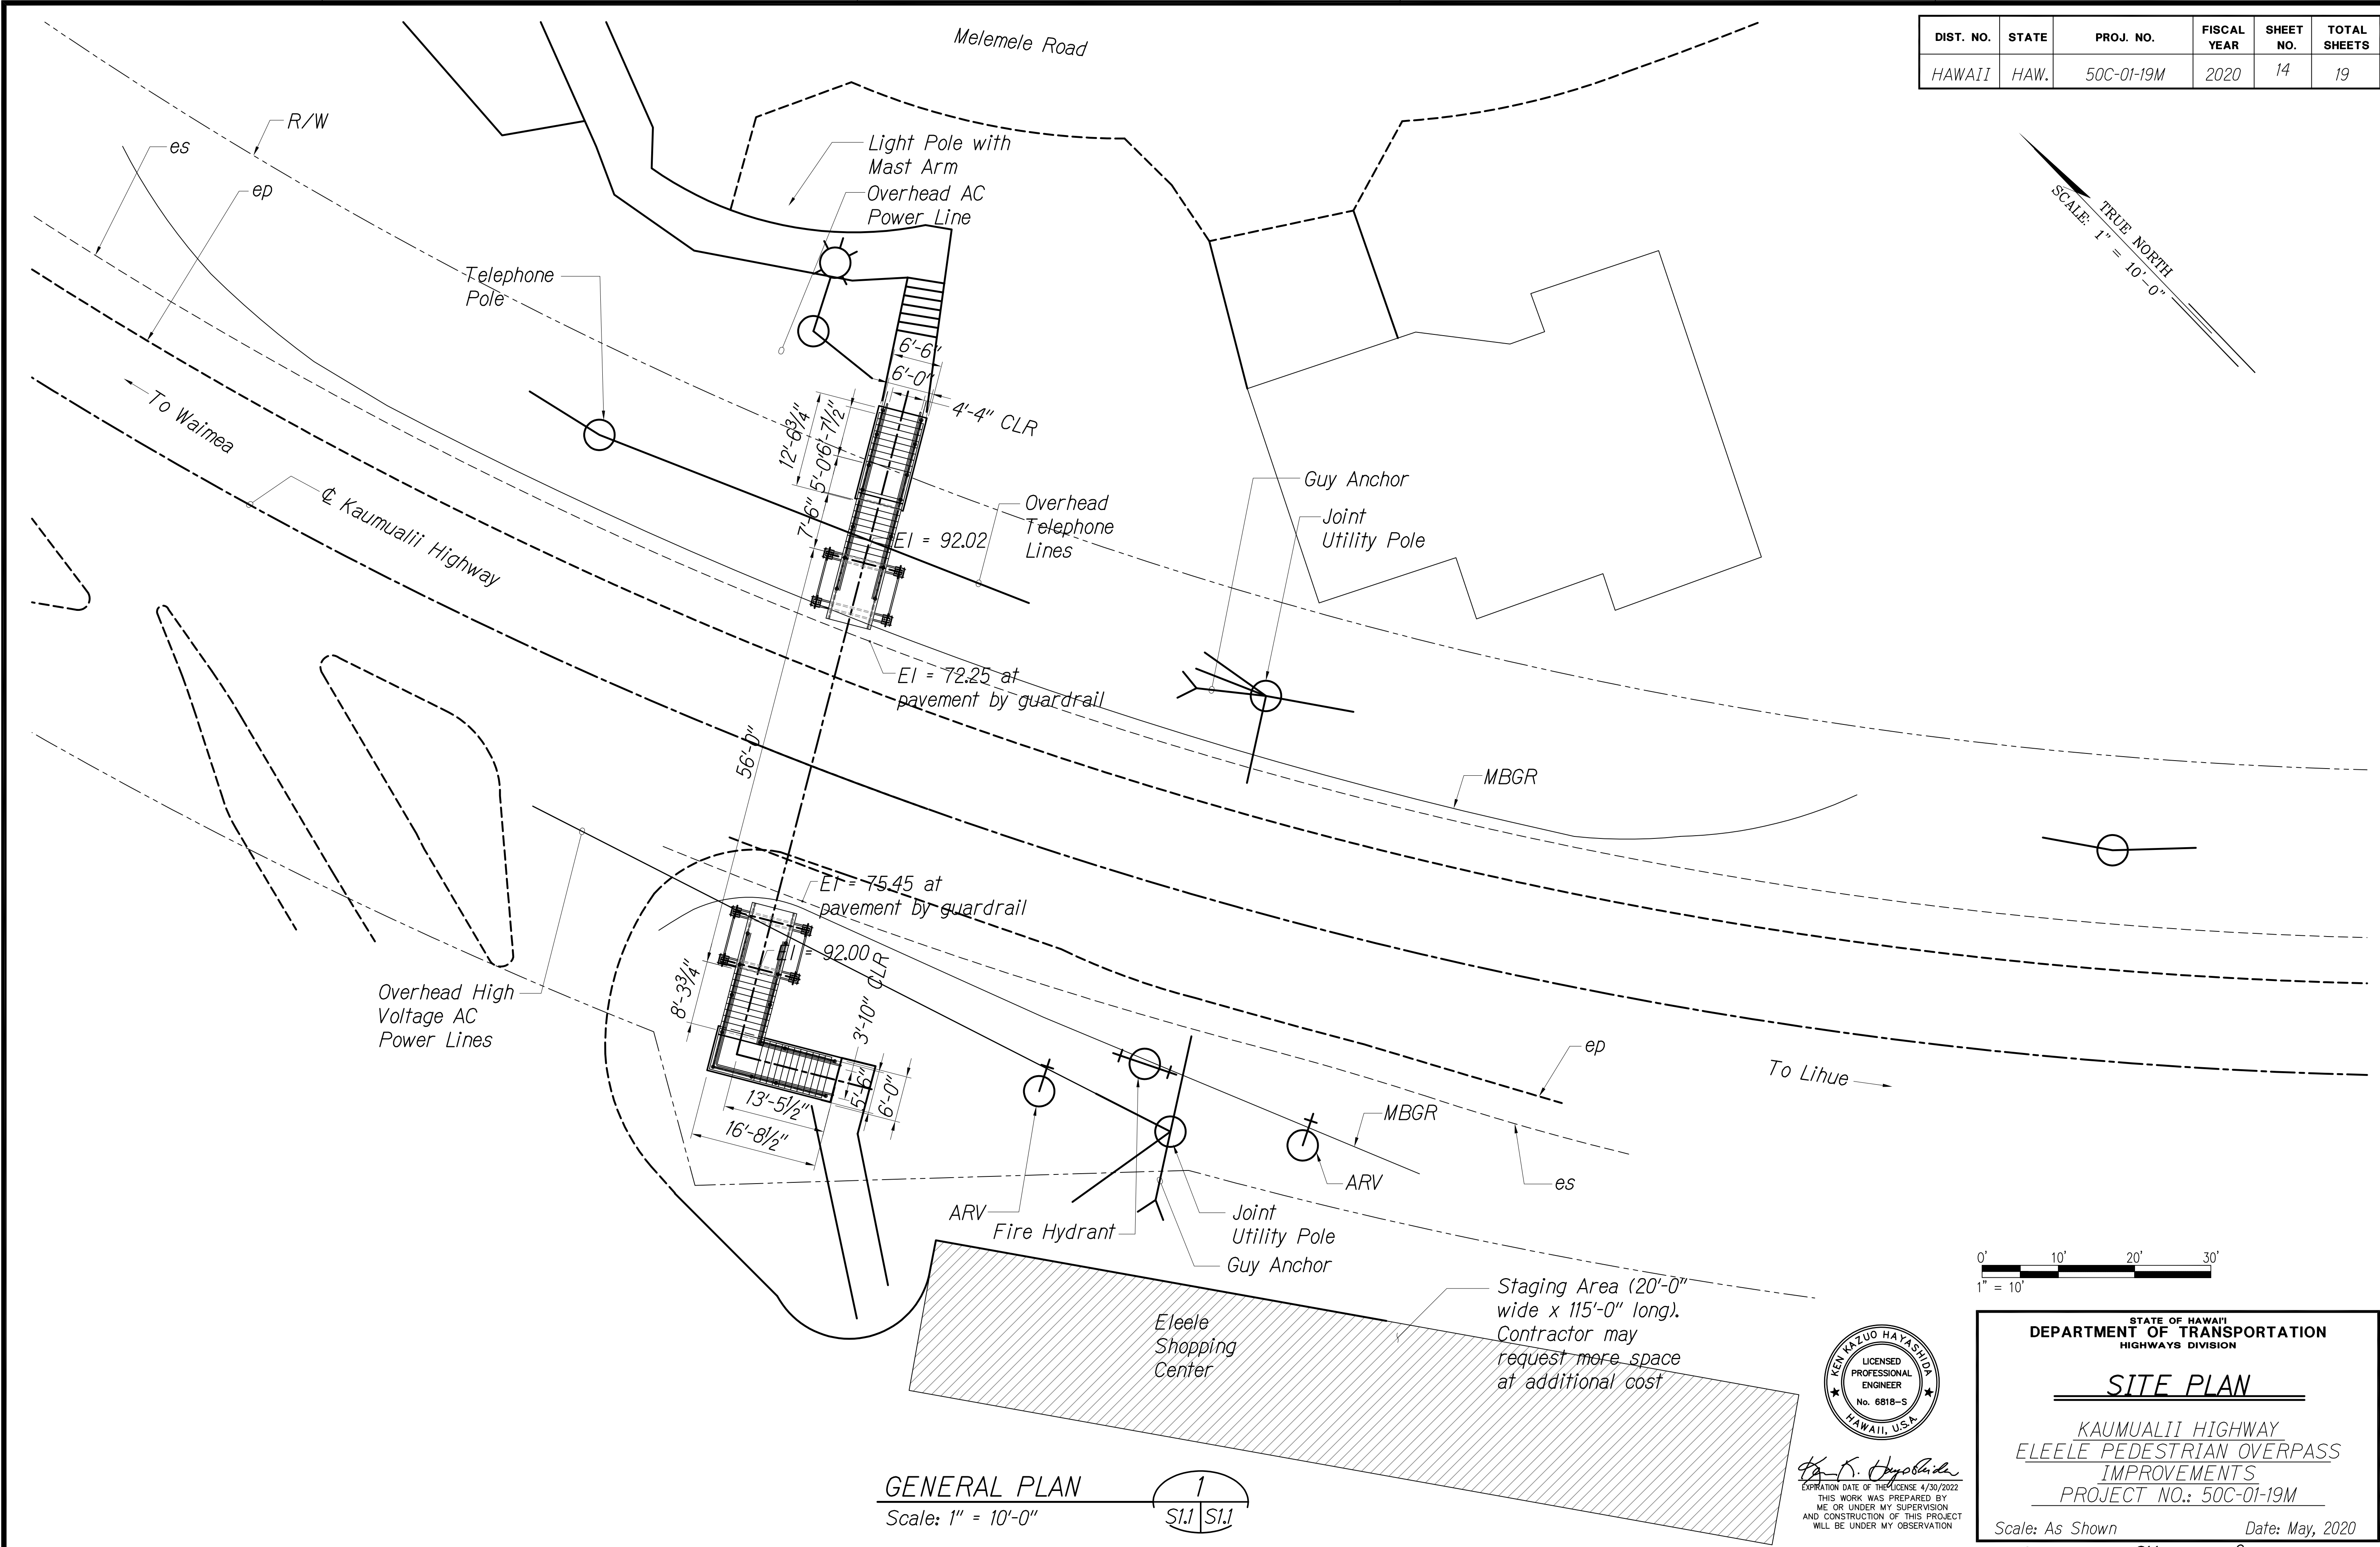 DIST. NO. STATE PROJ. NO. FISCAL YEAR SHEET NO. TOTAL SHEETS
HAWAII HAW. 50C-01-19M 2020 14 19
Melemele Road
R/W
es
ep
Light Pole with
Mast Arm
Overhead AC
Power Line
TRUE NORTH
SCALE: 1" = 10'-0"
Telephone
Pole
6'-6"
6'-0"
4'-4" CLR
12'-6¾"
6'-7½"
5'-0"
7'-6"
To Waimea
℄ Kaumualii Highway
Guy Anchor
Joint
Utility Pole
Overhead
Telephone
Lines
El = 92.02
El = 72.25 at
pavement by guardrail
56'-0"
MBGR
El = 75.45 at
pavement by guardrail
El = 92.00
Overhead High
Voltage AC
Power Lines
8'-3¾"
3'-10" CLR
5'-6"
6'-0"
13'-5½"
16'-8½"
ep
To Lihue
MBGR
ARV
es
ARV
Fire Hydrant
Joint
Utility Pole
Guy Anchor
Staging Area (20'-0"
wide x 115'-0" long).
Contractor may
request more space
at additional cost
Eleele
Shopping
Center
0' 10' 20' 30'
1" = 10'
GENERAL PLAN
Scale: 1" = 10'-0"
1
S1.1 S1.1
KEN KAZUO HAYASHIDA
LICENSED
PROFESSIONAL
ENGINEER
No. 6818-S
HAWAII, U.S.A.
Ken K. Hayashida
EXPIRATION DATE OF THE LICENSE 4/30/2022
THIS WORK WAS PREPARED BY
ME OR UNDER MY SUPERVISION
AND CONSTRUCTION OF THIS PROJECT
WILL BE UNDER MY OBSERVATION
STATE OF HAWAI'I
DEPARTMENT OF TRANSPORTATION
HIGHWAYS DIVISION
SITE PLAN
KAUMUALII HIGHWAY
ELEELE PEDESTRIAN OVERPASS
IMPROVEMENTS
PROJECT NO.: 50C-01-19M
Scale: As Shown Date: May, 2020